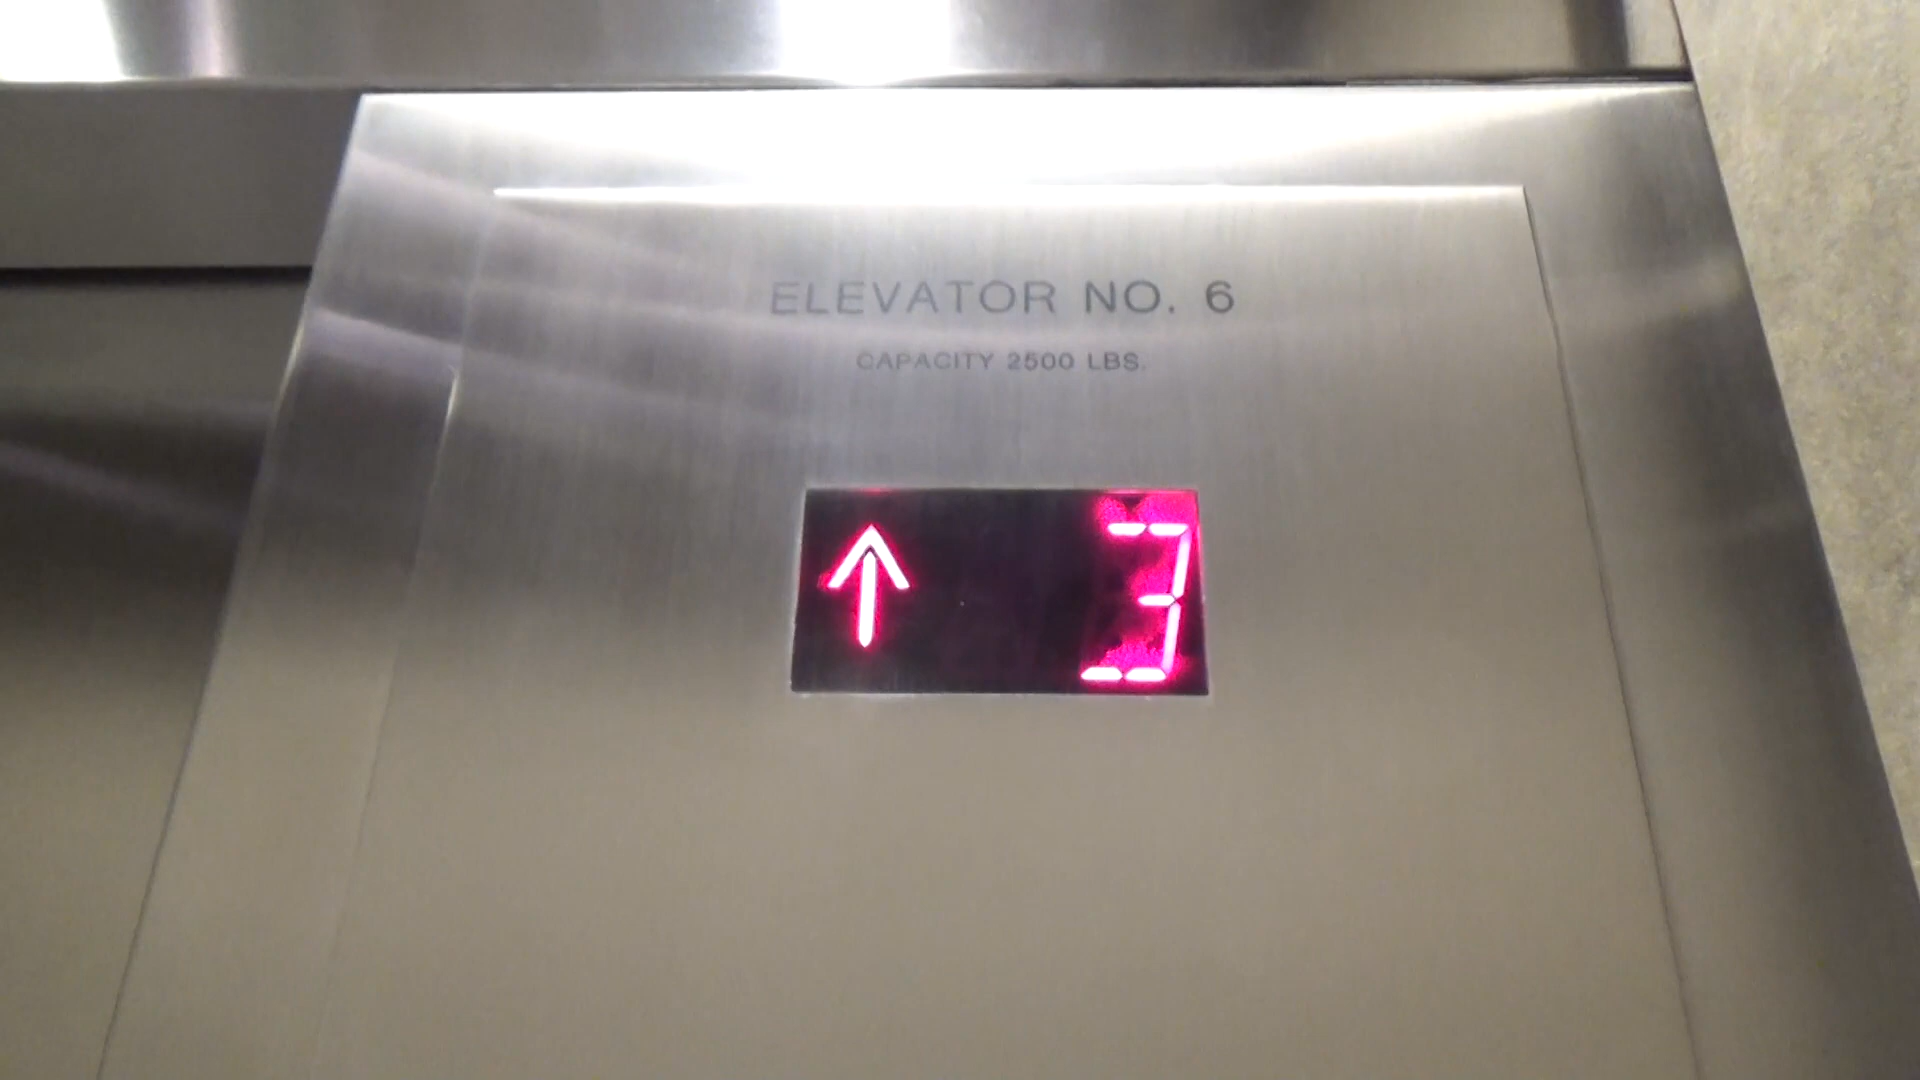 ELEVATOR NO. 6
CAPACITY 2500 LBS.
↑ 3